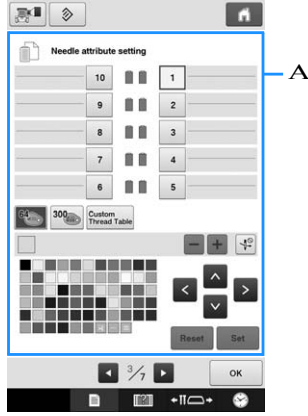 Needle attribute setting
A
10 1
9 2
8 3
7 4
6 5
64 300 Custom
Thread Table
− +
Reset Set
3/7 OK